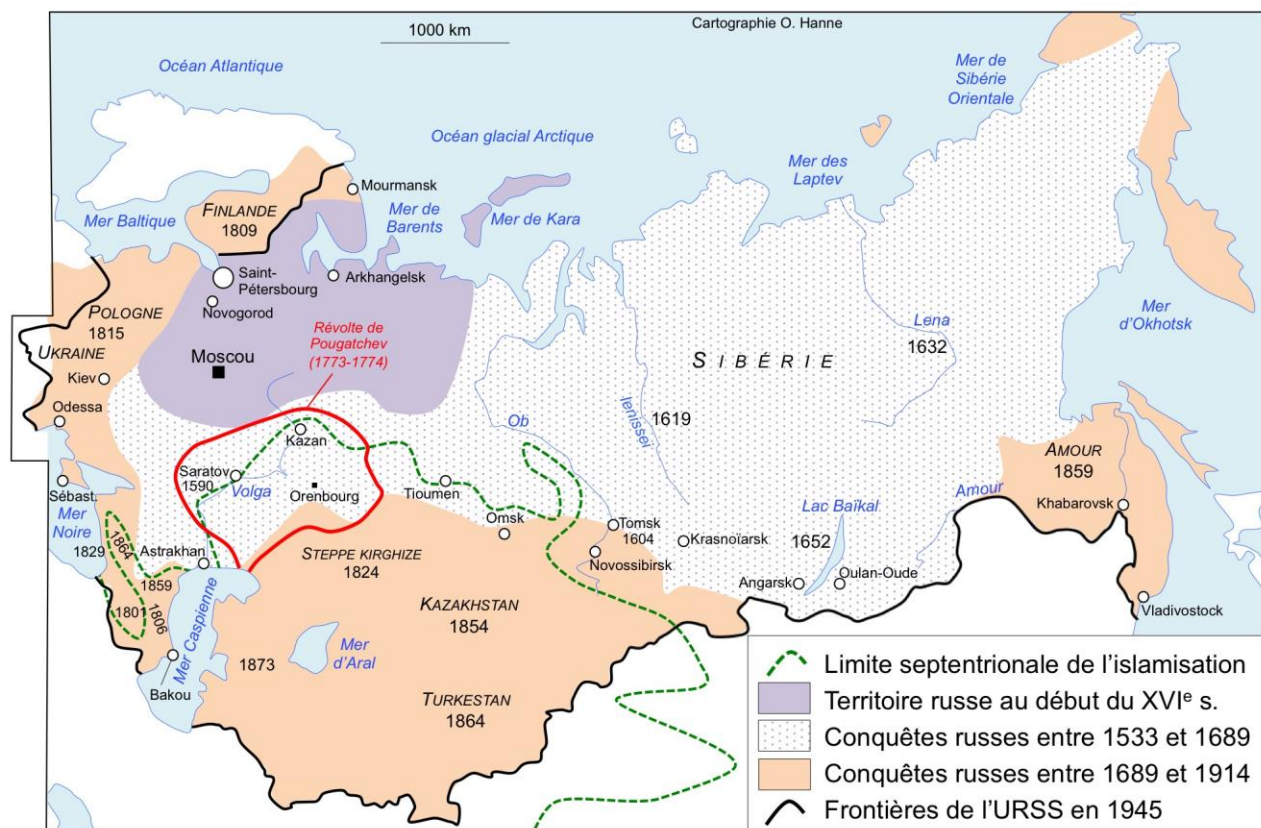 1000 km
Cartographie O. Hanne
Océan Atlantique
Mer de
Sibérie
Orientale
Océan glacial Arctique
Mer des
Laptev
Mourmansk
FINLANDE
1809
Mer Baltique
Mer de
Barents
Mer de Kara
Saint-
Pétersbourg
Arkhangelsk
Novogorod
POLOGNE
1815
Révolte de
Pougatchev
(1773-1774)
Lena
1632
Mer
d'Okhotsk
UKRAINE
Moscou
SIBÉRIE
Kiev
Odessa
Ob
Ienissei
1619
Kazan
AMOUR
1859
Saratov
1590
Volga
Orenbourg
Tioumen
Sébast.
Mer
Noire
Omsk
Tomsk
1604
Lac Baïkal
Amour
Khabarovsk
1829
1864
Astrakhan
STEPPE KIRGHIZE
1824
Krasnoïarsk
1652
Novossibirsk
1859
1801
1806
Angarsk
Oulan-Oude
KAZAKHSTAN
1854
Vladivostock
Mer Caspienne
Mer
d'Aral
1873
Bakou
TURKESTAN
1864
Limite septentrionale de l'islamisation
Territoire russe au début du XVIe s.
Conquêtes russes entre 1533 et 1689
Conquêtes russes entre 1689 et 1914
Frontières de l'URSS en 1945